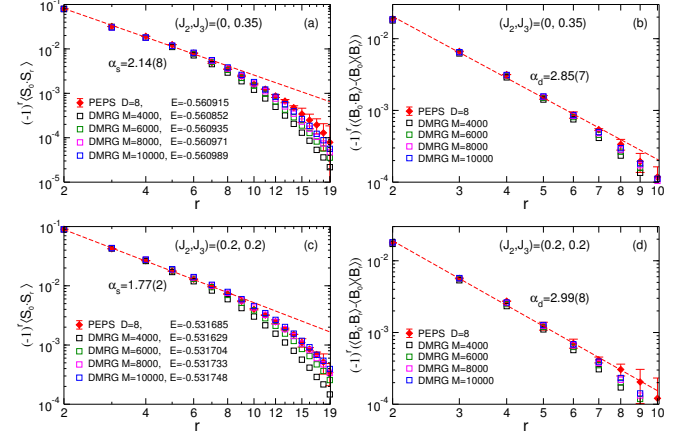 10⁻¹
10⁻²
10⁻³
10⁻⁴
10⁻⁵
(-1)ʳ⟨S₀·Sᵣ⟩
(J₂,J₃)=(0, 0.35)
(a)
αₛ=2.14(8)
PEPS D=8, E=-0.560915
DMRG M=4000, E=-0.560852
DMRG M=6000, E=-0.560935
DMRG M=8000, E=-0.560971
DMRG M=10000, E=-0.560989
2 4 6 8 10 11 13 15 19
r
10⁻²
10⁻³
10⁻⁴
(-1)ʳ(⟨B₀·Bᵣ⟩-⟨B₀⟩⟨Bᵣ⟩)
(J₂,J₃)=(0, 0.35)
(b)
α_d=2.85(7)
PEPS D=8
DMRG M=4000
DMRG M=6000
DMRG M=8000
DMRG M=10000
2 3 4 5 6 7 8 9 10
r
10⁻¹
10⁻²
10⁻³
10⁻⁴
(-1)ʳ⟨S₀·Sᵣ⟩
(J₂,J₃)=(0.2, 0.2)
(c)
αₛ=1.77(2)
PEPS D=8, E=-0.531685
DMRG M=4000, E=-0.531629
DMRG M=6000, E=-0.531704
DMRG M=8000, E=-0.531733
DMRG M=10000, E=-0.531748
2 4 6 8 10 11 13 15 19
r
10⁻²
10⁻³
10⁻⁴
(-1)ʳ(⟨B₀·Bᵣ⟩-⟨B₀⟩⟨Bᵣ⟩)
(J₂,J₃)=(0.2, 0.2)
(d)
α_d=2.99(8)
PEPS D=8
DMRG M=4000
DMRG M=6000
DMRG M=8000
DMRG M=10000
2 3 4 5 6 7 8 9 10
r